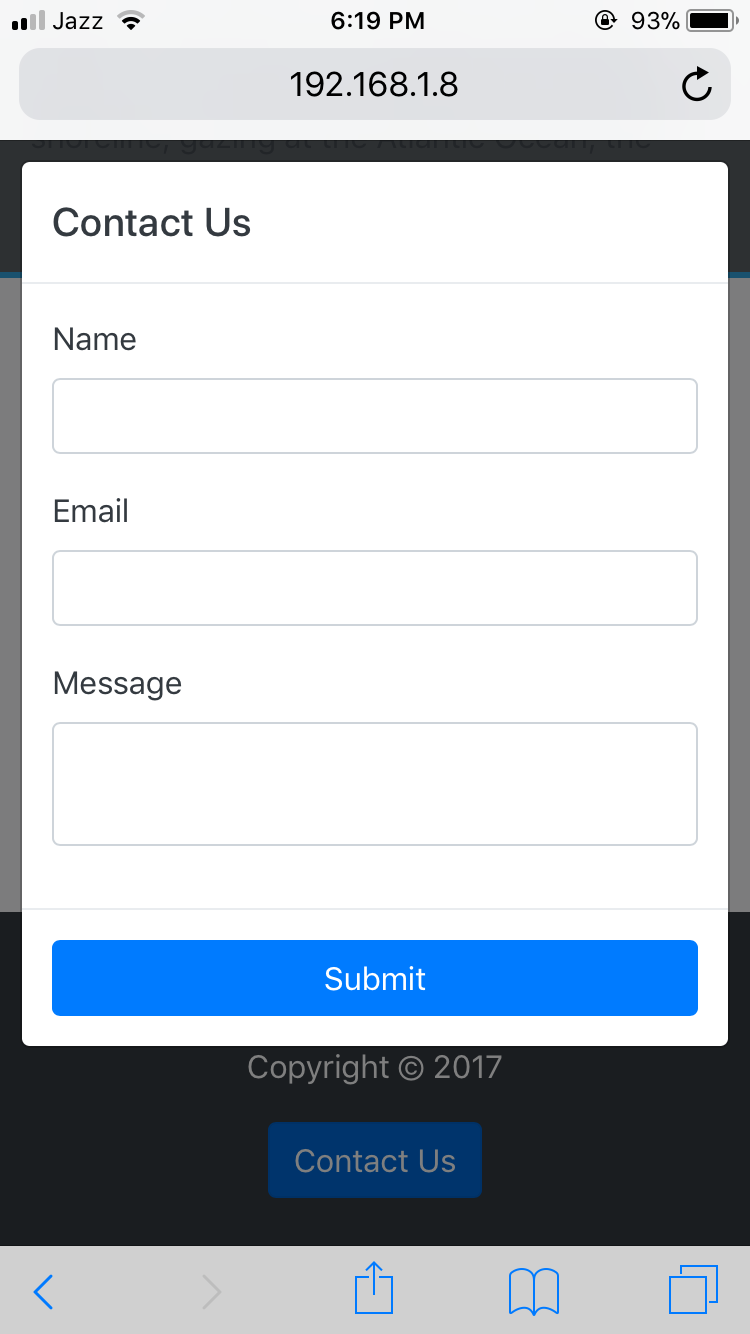 Jazz 6:19 PM 93%
192.168.1.8
shoreline, gazing at the Atlantic Ocean, the
Contact Us
Name
Email
Message
Submit
Copyright © 2017
Contact Us